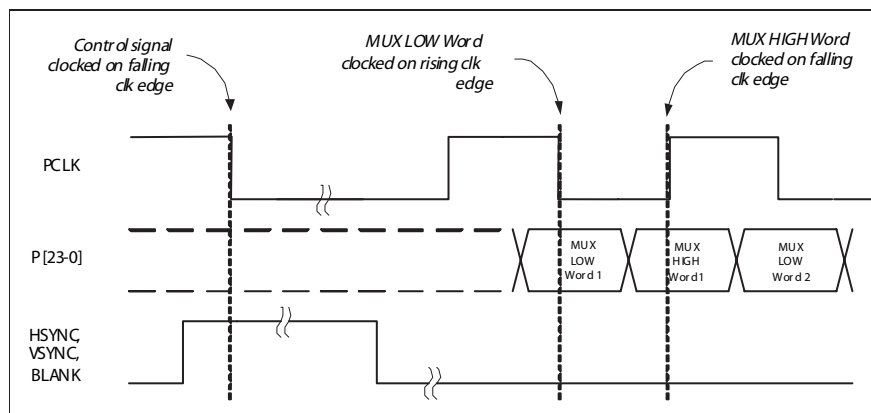 Control signal
clocked on falling
clk edge
MUX LOW Word
clocked on rising clk
edge
MUX HIGH Word
clocked on falling
clk edge
PCLK
P[23-0]
MUX
LOW
Word 1
MUX
HIGH
Word 1
MUX
LOW
Word 2
HSYNC,
VSYNC,
BLANK